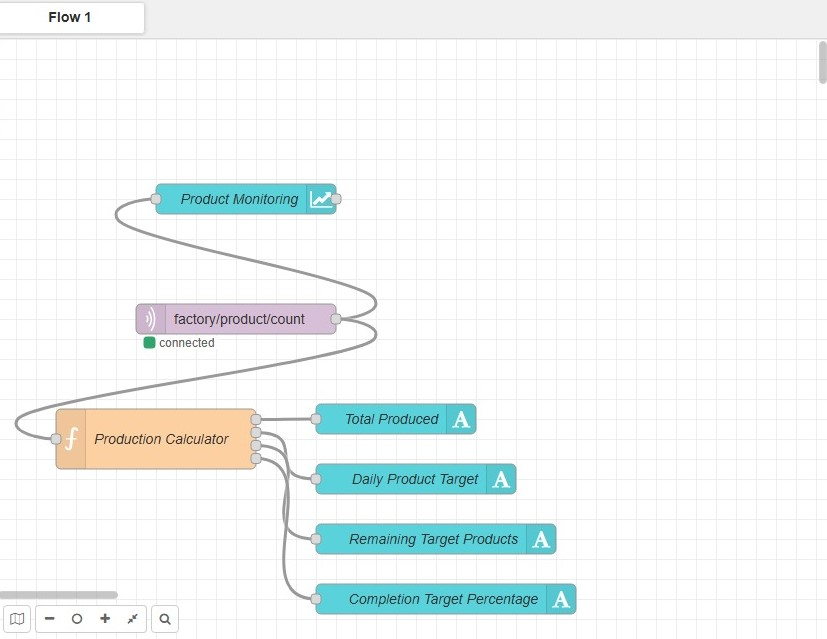 Flow 1
Product Monitoring
factory/product/count
connected
Production Calculator
Total Produced
A
Daily Product Target
A
Remaining Target Products
A
Completion Target Percentage
A